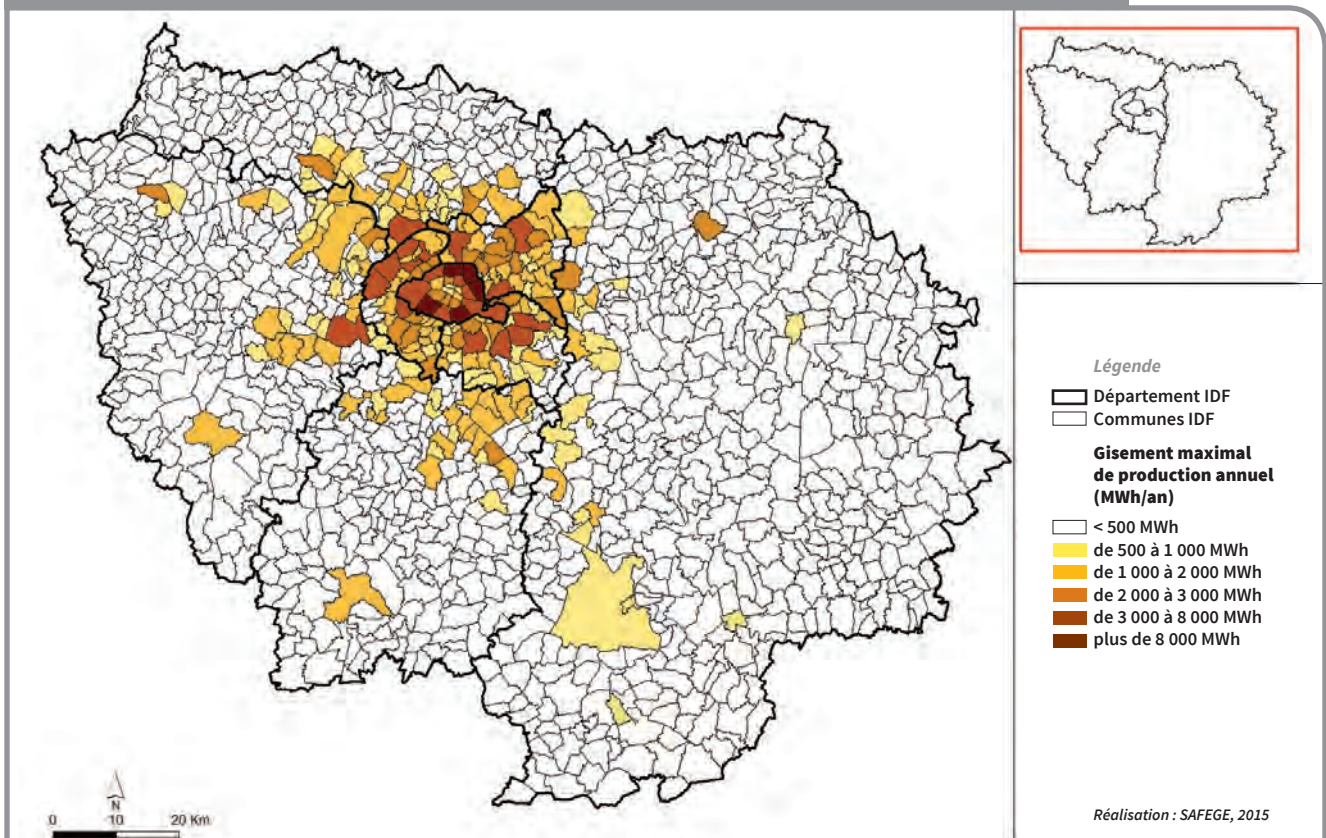 Légende
Département IDF
Communes IDF
Gisement maximal
de production annuel
(MWh/an)
< 500 MWh
de 500 à 1 000 MWh
de 1 000 à 2 000 MWh
de 2 000 à 3 000 MWh
de 3 000 à 8 000 MWh
plus de 8 000 MWh
N
0 10 20 Km
Réalisation : SAFEGE, 2015